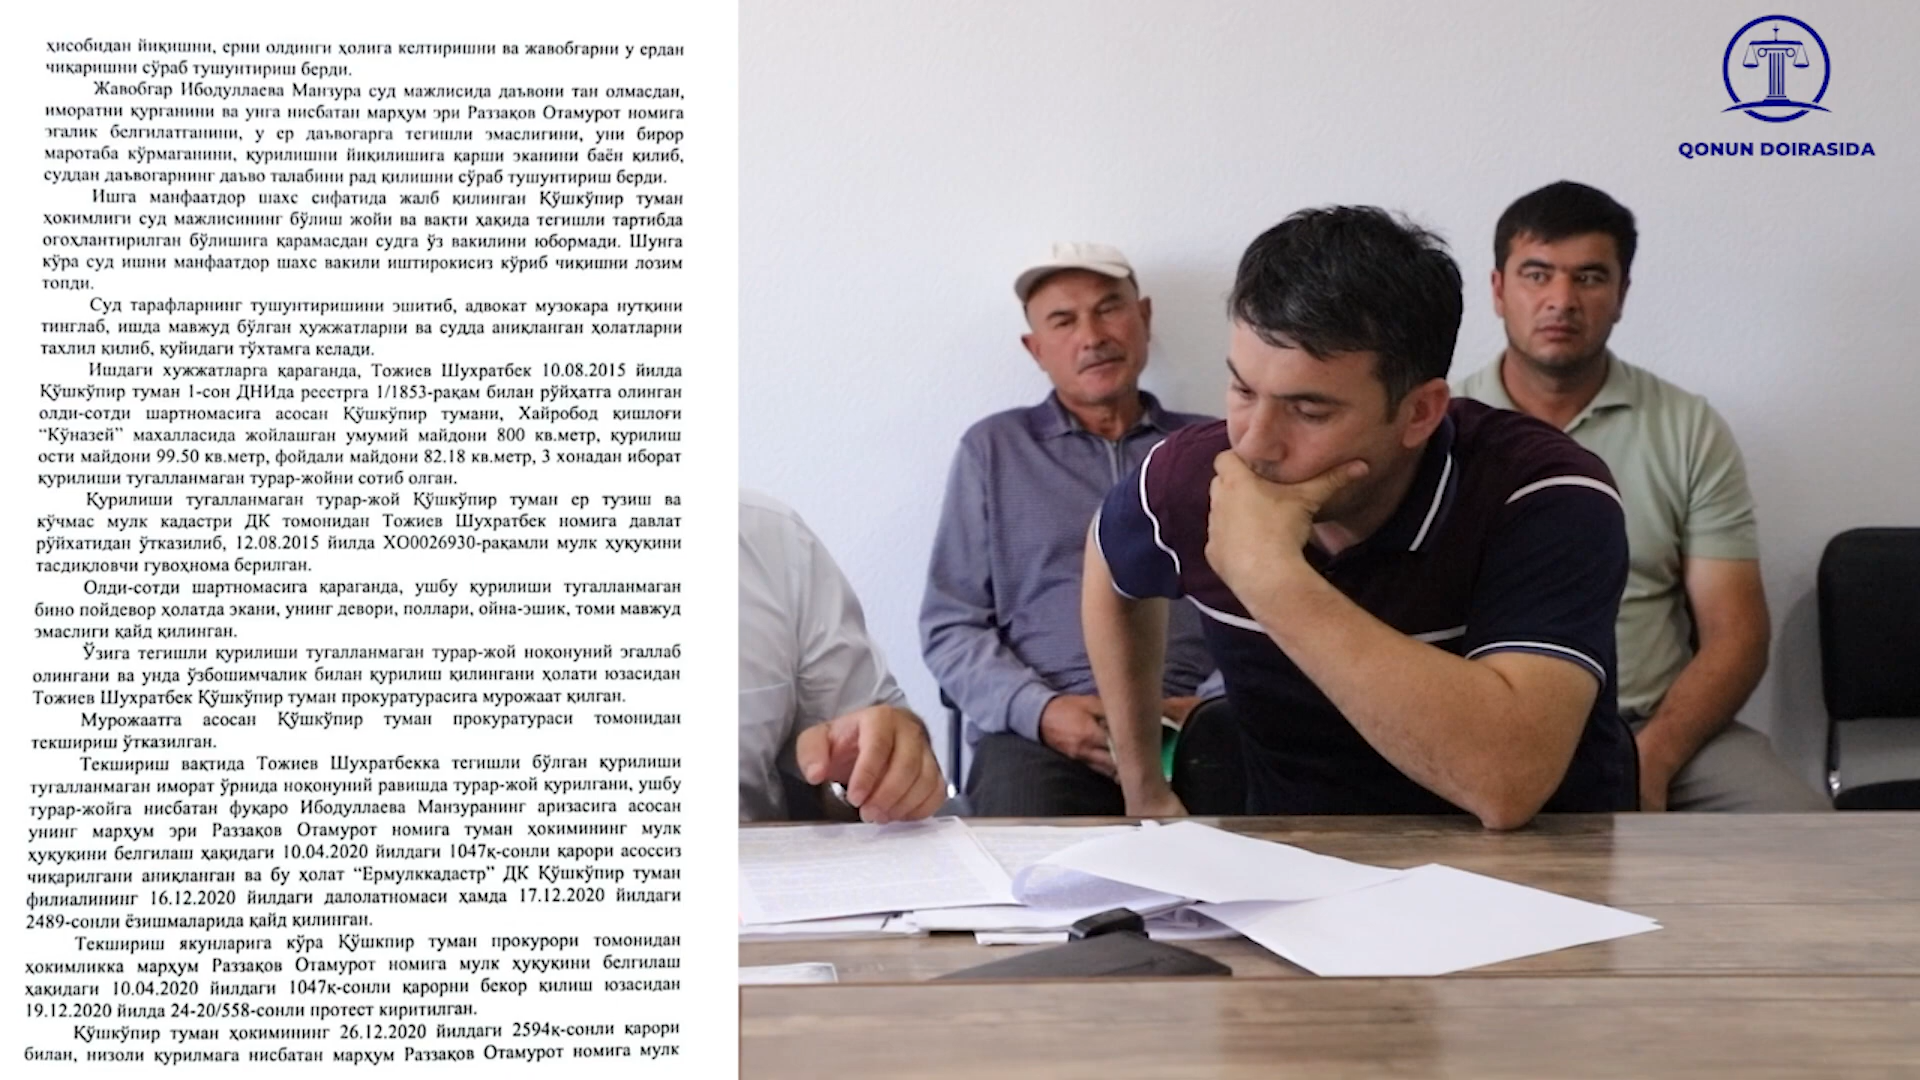 ҳисобидан йиқишни, ерни олдинги ҳолига келтиришни ва жавобгарни у ердан
чиқаришни сўраб тушунтириш берди.
Жавобгар Ибодуллаева Манзура суд мажлисида даъвони тан олмасдан,
иморатни қурганини ва унга нисбатан марҳум эри Раззақов Отамурот номига
эгалик белгилатганини, у ер даъвогарга тегишли эмаслигини, уни бирор
маротаба кўрмаганини, қурилишни йиқилишига қарши эканини баён қилиб,
суддан даъвогарнинг даъво талабини рад қилишни сўраб тушунтириш берди.
Ишга манфаатдор шахс сифатида жалб қилинган Қўшкўпир туман
ҳокимлиги суд мажлисининг бўлиш жойи ва вақти ҳақида тегишли тартибда
огоҳлантирилган бўлишига қарамасдан судга ўз вакилини юбормади. Шунга
кўра суд ишни манфаатдор шахс вакили иштирокисиз кўриб чиқишни лозим
топди.
Суд тарафларнинг тушунтиришини эшитиб, адвокат музокара нутқини
тинглаб, ишда мавжуд бўлган ҳужжатларни ва судда аниқланган ҳолатларни
тахлил қилиб, қуйидаги тўхтамга келади.
Ишдаги хужжатларга қараганда, Тожиев Шухратбек 10.08.2015 йилда
Қўшкўпир туман 1-сон ДНИда реестрга 1/1853-рақам билан рўйҳатга олинган
олди-сотди шартномасига асосан Қўшкўпир тумани, Хайробод қишлоғи
“Кўназей” махалласида жойлашган умумий майдони 800 кв.метр, қурилиш
ости майдони 99.50 кв.метр, фойдали майдони 82.18 кв.метр, 3 хонадан иборат
қурилиши тугалланмаган турар-жойни сотиб олган.
Қурилиши тугалланмаган турар-жой Қўшкўпир туман ер тузиш ва
кўчмас мулк кадастри ДК томонидан Тожиев Шухратбек номига давлат
рўйхатидан ўтказилиб, 12.08.2015 йилда ХО0026930-рақамли мулк ҳуқуқини
тасдиқловчи гувоҳнома берилган.
Олди-сотди шартномасига қараганда, ушбу қурилиши тугалланмаган
бино пойдевор ҳолатда экани, унинг девори, поллари, ойна-эшик, томи мавжуд
эмаслиги қайд қилинган.
Ўзига тегишли қурилиши тугалланмаган турар-жой ноқонуний эгаллаб
олингани ва унда ўзбошимчалик билан қурилиш қилингани ҳолати юзасидан
Тожиев Шухратбек Қўшкўпир туман прокуратурасига мурожаат қилган.
Мурожаатга асосан Қўшкўпир туман прокуратураси томонидан
текшириш ўтказилган.
Текшириш вақтида Тожиев Шухратбекка тегишли бўлган қурилиши
тугалланмаган иморат ўрнида ноқонуний равишда турар-жой қурилгани, ушбу
турар-жойга нисбатан фуқаро Ибодуллаева Манзуранинг аризасига асосан
унинг марҳум эри Раззақов Отамурот номига туман ҳокимининг мулк
ҳуқуқини белгилаш ҳақидаги 10.04.2020 йилдаги 1047қ-сонли қарори асоссиз
чиқарилгани аниқланган ва бу ҳолат “Ермулккадастр” ДК Қўшкўпир туман
филиалининг 16.12.2020 йилдаги далолатномаси ҳамда 17.12.2020 йилдаги
2489-сонли ёзишмаларида қайд қилинган.
Текшириш якунларига кўра Қўшкпир туман прокурори томонидан
ҳокимликка марҳум Раззақов Отамурот номига мулк ҳуқуқини белгилаш
ҳақидаги 10.04.2020 йилдаги 1047қ-сонли қарорни бекор қилиш юзасидан
19.12.2020 йилда 24-20/558-сонли протест киритилган.
Қўшкўпир туман ҳокимининг 26.12.2020 йилдаги 2594қ-сонли қарори
билан, низоли қурилмага нисбатан марҳум Раззақов Отамурот номига мулк
QONUN DOIRASIDA